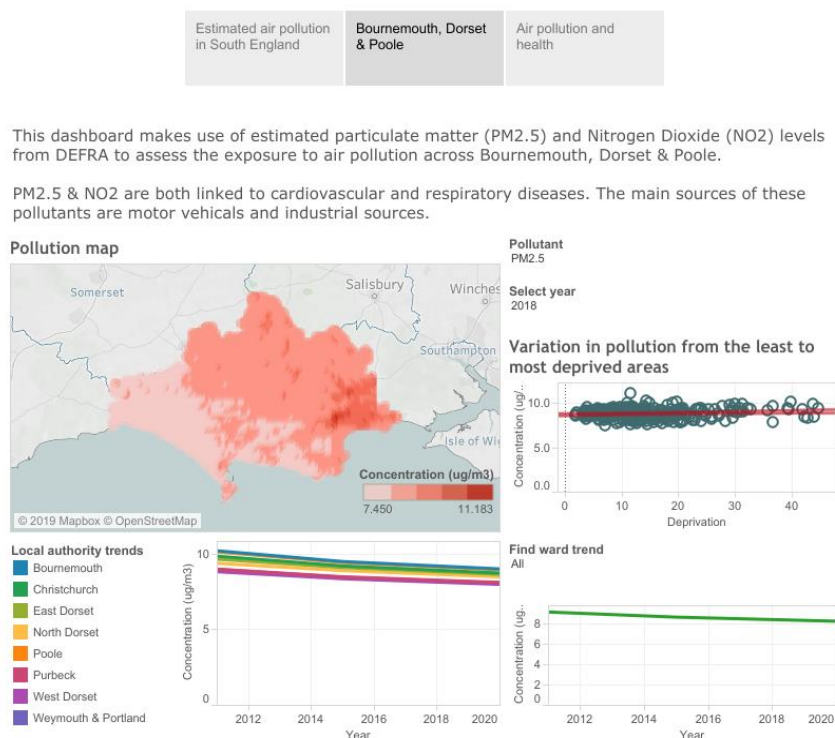 Estimated air pollution
in South England
Bournemouth, Dorset
& Poole
Air pollution and
health
This dashboard makes use of estimated particulate matter (PM2.5) and Nitrogen Dioxide (NO2) levels
from DEFRA to assess the exposure to air pollution across Bournemouth, Dorset & Poole.
PM2.5 & NO2 are both linked to cardiovascular and respiratory diseases. The main sources of these
pollutants are motor vehicals and industrial sources.
Pollution map
Somerset
Salisbury
Winches
Southampton
Isle of Wig
Concentration (ug/m3)
7.450 11.183
© 2019 Mapbox © OpenStreetMap
Pollutant
PM2.5
Select year
2018
Variation in pollution from the least to
most deprived areas
Concentration (ug/..
10.0
5.0
0.0
0 10 20 30 40
Deprivation
Local authority trends
Bournemouth
Christchurch
East Dorset
North Dorset
Poole
Purbeck
West Dorset
Weymouth & Portland
Concentration (ug/m3)
10
5
0
2012 2014 2016 2018 2020
Year
Find ward trend
All
Concentration (ug..
8
6
4
2
0
2012 2014 2016 2018 2020
Year